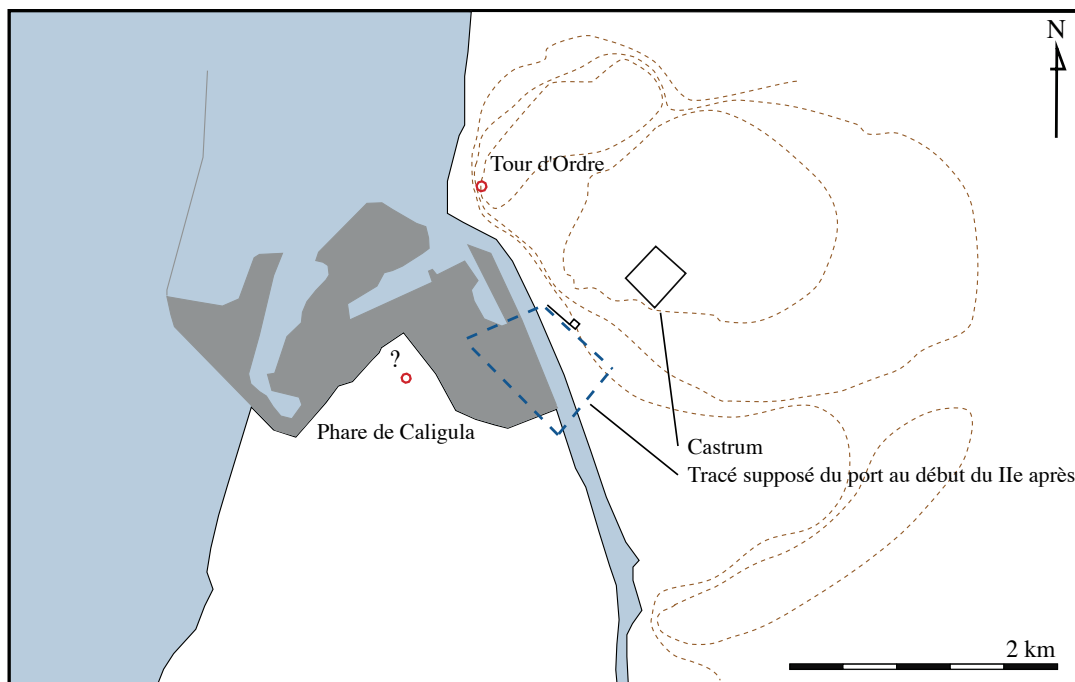 N
Tour d'Ordre
?
Phare de Caligula
Castrum
Tracé supposé du port au début du IIe après
2 km